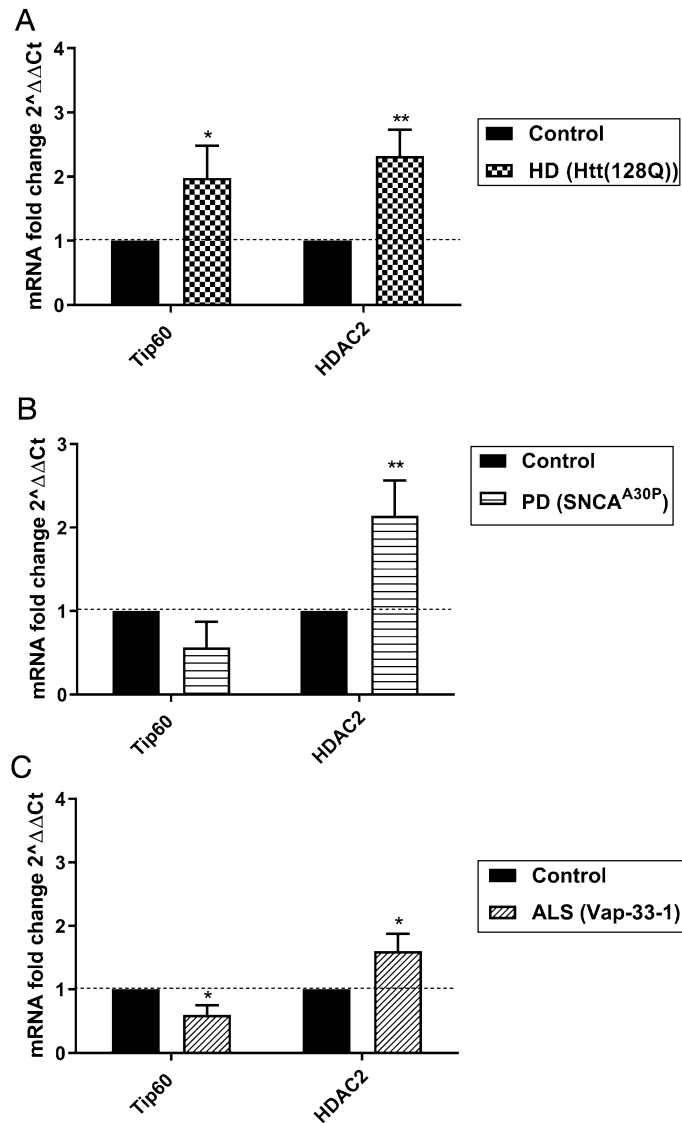 A
mRNA fold change 2^ΔΔCt
4
3
2
1
0
*
**
Tip60
HDAC2
Control
HD (Htt(128Q))
B
mRNA fold change 2^ΔΔCt
3
2
1
0
**
Tip60
HDAC2
Control
PD (SNCA^A30P)
C
mRNA fold change 2^ΔΔCt
4
3
2
1
0
*
*
Tip60
HDAC2
Control
ALS (Vap-33-1)